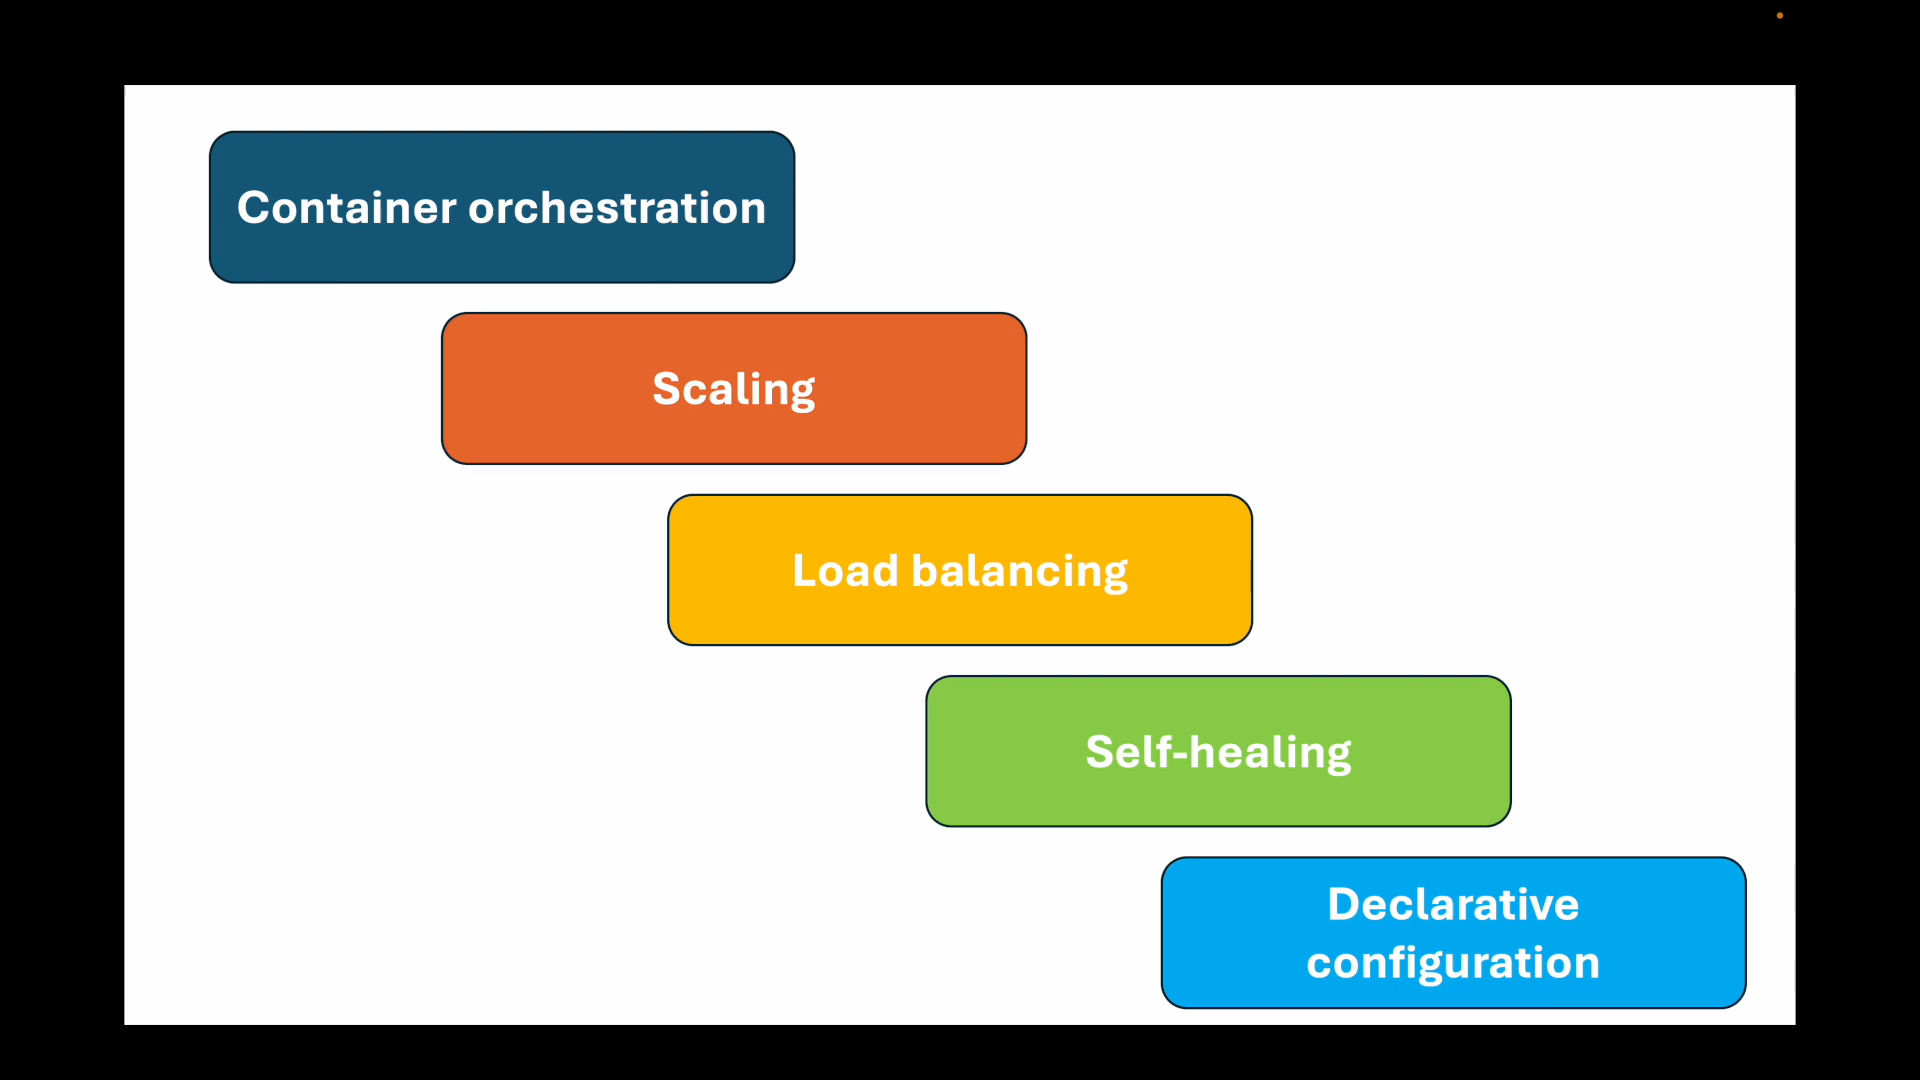 Container orchestration
Scaling
Load balancing
Self-healing
Declarative
configuration